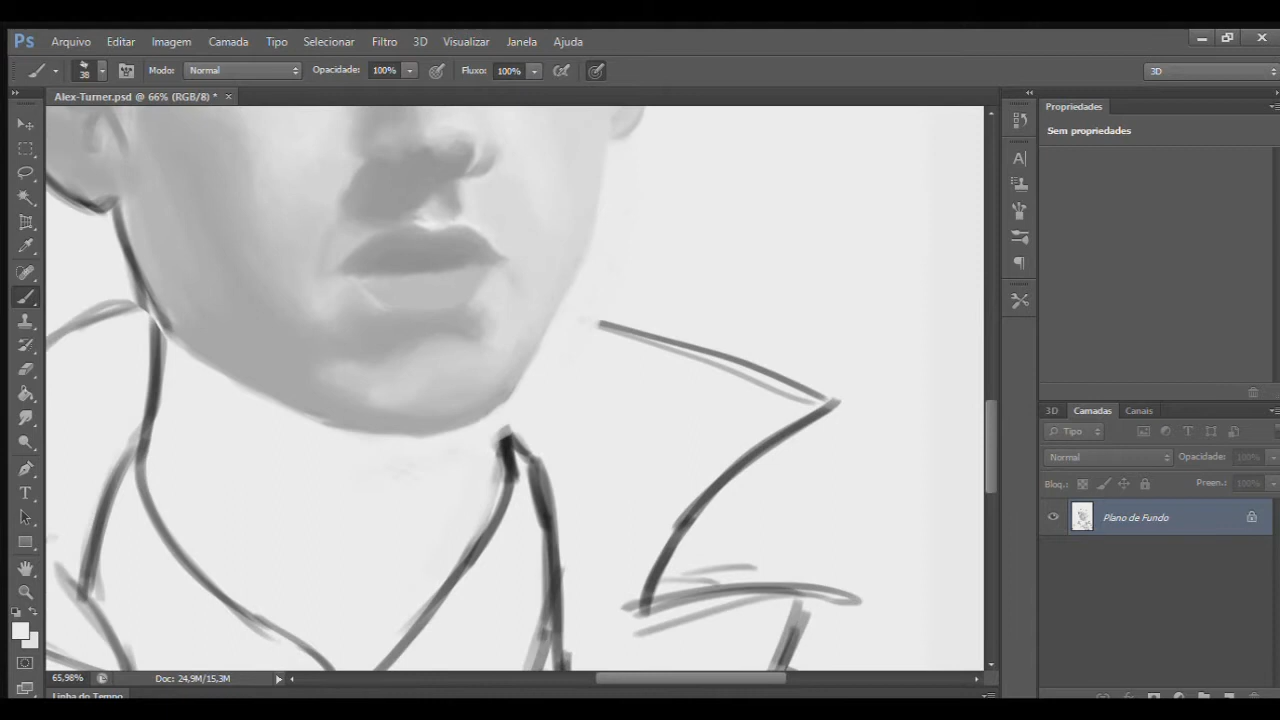 Ps Arquivo Editar Imagem Camada Tipo Selecionar Filtro 3D Visualizar Janela Ajuda
38 Modo: Normal Opacidade: 100% Fluxo: 100% 3D
Alex-Turner.psd @ 66% (RGB/8) * ×
Propriedades
Sem propriedades
3D Camadas Canais
Tipo
Normal Opacidade: 100%
Bloq.: Preen.: 100%
Plano de Fundo
65,98% Doc: 24,9M/15,3M
Linha do Tempo